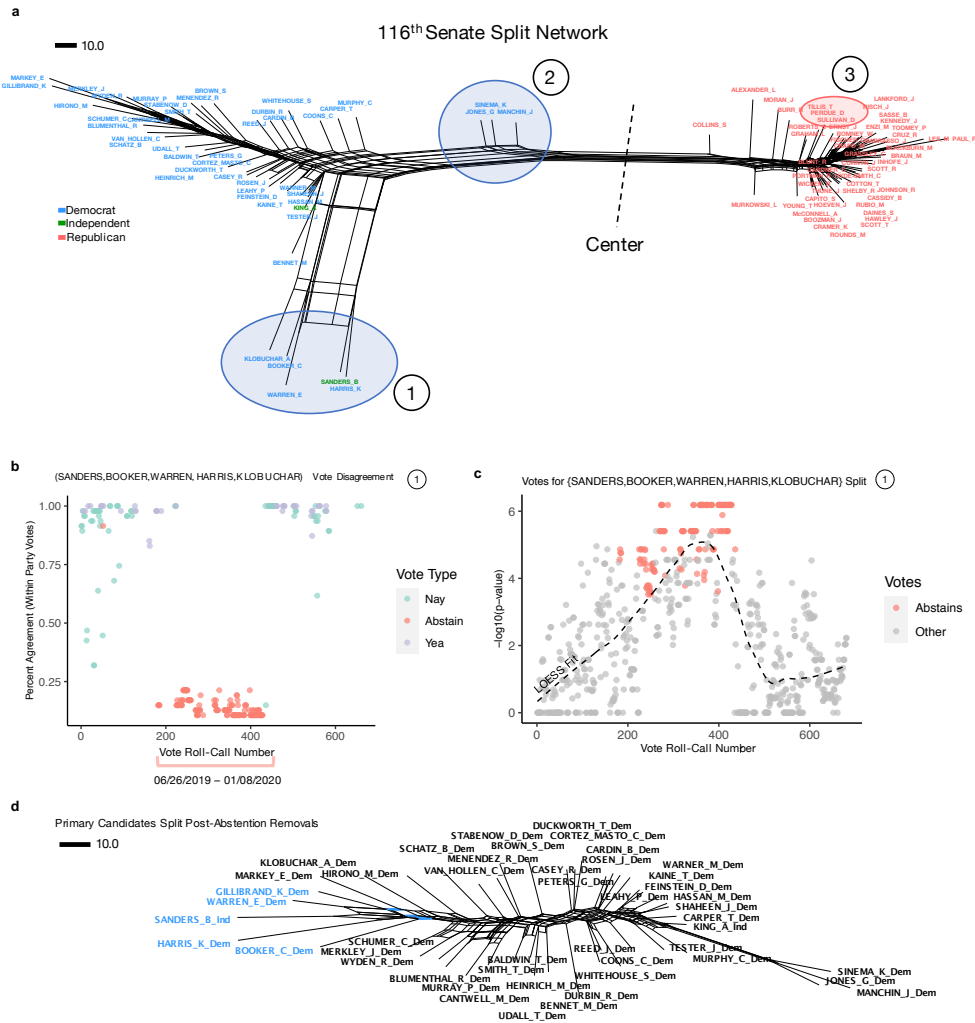 a
116th Senate Split Network
10.0
2
3
1
MARKEY_E
GILLIBRAND_K
MERKLEY_J
HIRONO_M
MURRAY_P
STABENOW_D
BROWN_S
MENENDEZ_R
SCHUMER_C
BLUMENTHAL_R
VAN_HOLLEN_C
SCHATZ_B
UDALL_T
BALDWIN_T
PETERS_G
CORTEZ_MASTO_C
DUCKWORTH_T
HEINRICH_M
CASEY_R
ROSEN_J
LEAHY_P
FEINSTEIN_D
KAINE_T
WHITEHOUSE_S
DURBIN_R
CARDIN_B
REED_J
CARPER_T
COONS_C
MURPHY_C
TESTER_J
BENNET_M
SINEMA_K
JONES_G MANCHIN_J
Center
KLOBUCHAR_A
BOOKER_C
WARREN_E
SANDERS_B
HARRIS_K
COLLINS_S
ALEXANDER_L
MORAN_J
MURKOWSKI_L
TILLIS_T
PERDUE_D
SULLIVAN_D
LANKFORD_J
RISCH_J
SASSE_B
KENNEDY_J
ENZI_M
TOOMEY_P
CRUZ_R
BRAUN_M
INHOFE_J
SCOTT_R
COTTON_T
SHELBY_R
JOHNSON_R
CAPITO_S
CASSIDY_B
YOUNG_T
HOEVEN_J
RUBIO_M
McCONNELL_A
BOOZMAN_J
DAINES_S
HAWLEY_J
CRAMER_K
SCOTT_T
ROUNDS_M
Democrat
Independent
Republican
b
(SANDERS,BOOKER,WARREN,HARRIS,KLOBUCHAR) Vote Disagreement
1
Percent Agreement (Within Party Votes)
1.00
0.75
0.50
0.25
0
200
400
600
Vote Roll-Call Number
06/26/2019 – 01/08/2020
Vote Type
Nay
Abstain
Yea
c
Votes for {SANDERS,BOOKER,WARREN,HARRIS,KLOBUCHAR} Split
1
−log10(p−value)
6
4
2
0
LOESS Fit
0
200
400
600
Vote Roll-Call Number
Votes
Abstains
Other
d
Primary Candidates Split Post-Abstention Removals
10.0
DUCKWORTH_T_Dem
STABENOW_D_Dem
CORTEZ_MASTO_C_Dem
SCHATZ_B_Dem
BROWN_S_Dem
CARDIN_B_Dem
KLOBUCHAR_A_Dem
MENENDEZ_R_Dem
ROSEN_J_Dem
MARKEY_E_Dem
HIRONO_M_Dem
VAN_HOLLEN_C_Dem
CASEY_R_Dem
WARNER_M_Dem
PETERS_G_Dem
KAINE_T_Dem
GILLIBRAND_K_Dem
FEINSTEIN_D_Dem
WARREN_E_Dem
LEAHY_P_Dem
HASSAN_M_Dem
SHAHEEN_J_Dem
SANDERS_B_Ind
CARPER_T_Dem
KING_A_Ind
HARRIS_K_Dem
SCHUMER_C_Dem
REED_J_Dem
TESTER_J_Dem
BOOKER_C_Dem
MERKLEY_J_Dem
BALDWIN_T_Dem
COONS_C_Dem
MURPHY_C_Dem
WYDEN_R_Dem
SMITH_T_Dem
SINEMA_K_Dem
BLUMENTHAL_R_Dem
WHITEHOUSE_S_Dem
JONES_G_Dem
MURRAY_P_Dem
HEINRICH_M_Dem
MANCHIN_J_Dem
CANTWELL_M_Dem
DURBIN_R_Dem
BENNET_M_Dem
UDALL_T_Dem